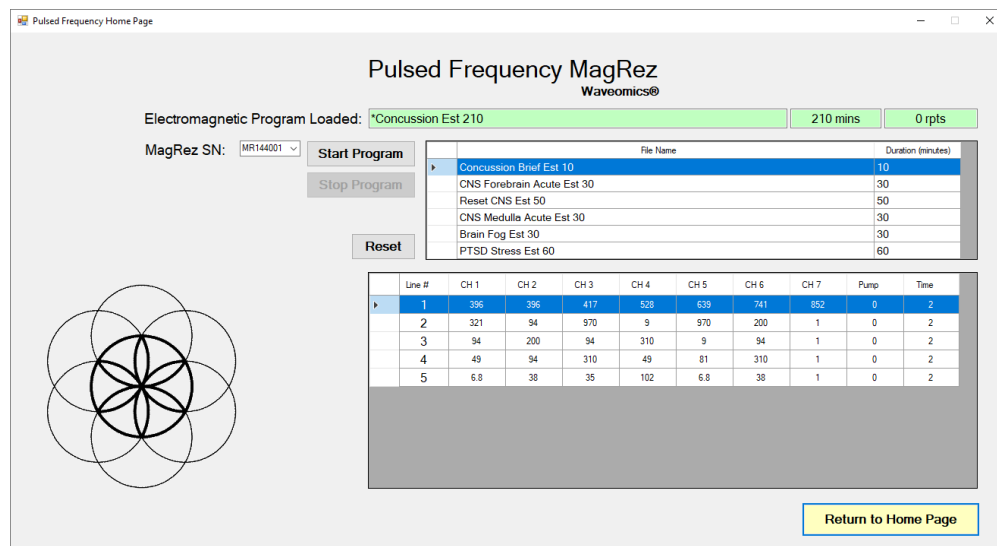 Pulsed Frequency Home Page
Pulsed Frequency MagRez
Waveomics®
Electromagnetic Program Loaded: *Concussion Est 210 210 mins 0 rpts
MagRez SN: MR144001 Start Program
Stop Program
Reset
File Name Duration (minutes)
Concussion Brief Est 10 10
CNS Forebrain Acute Est 30 30
Reset CNS Est 50 50
CNS Medulla Acute Est 30 30
Brain Fog Est 30 30
PTSD Stress Est 60 60
Line # CH 1 CH 2 CH 3 CH 4 CH 5 CH 6 CH 7 Pump Time
1 396 396 417 528 639 741 852 0 2
2 321 94 970 9 970 200 1 0 2
3 94 200 94 310 9 94 1 0 2
4 49 94 310 49 81 310 1 0 2
5 6.8 38 35 102 6.8 38 1 0 2
Return to Home Page